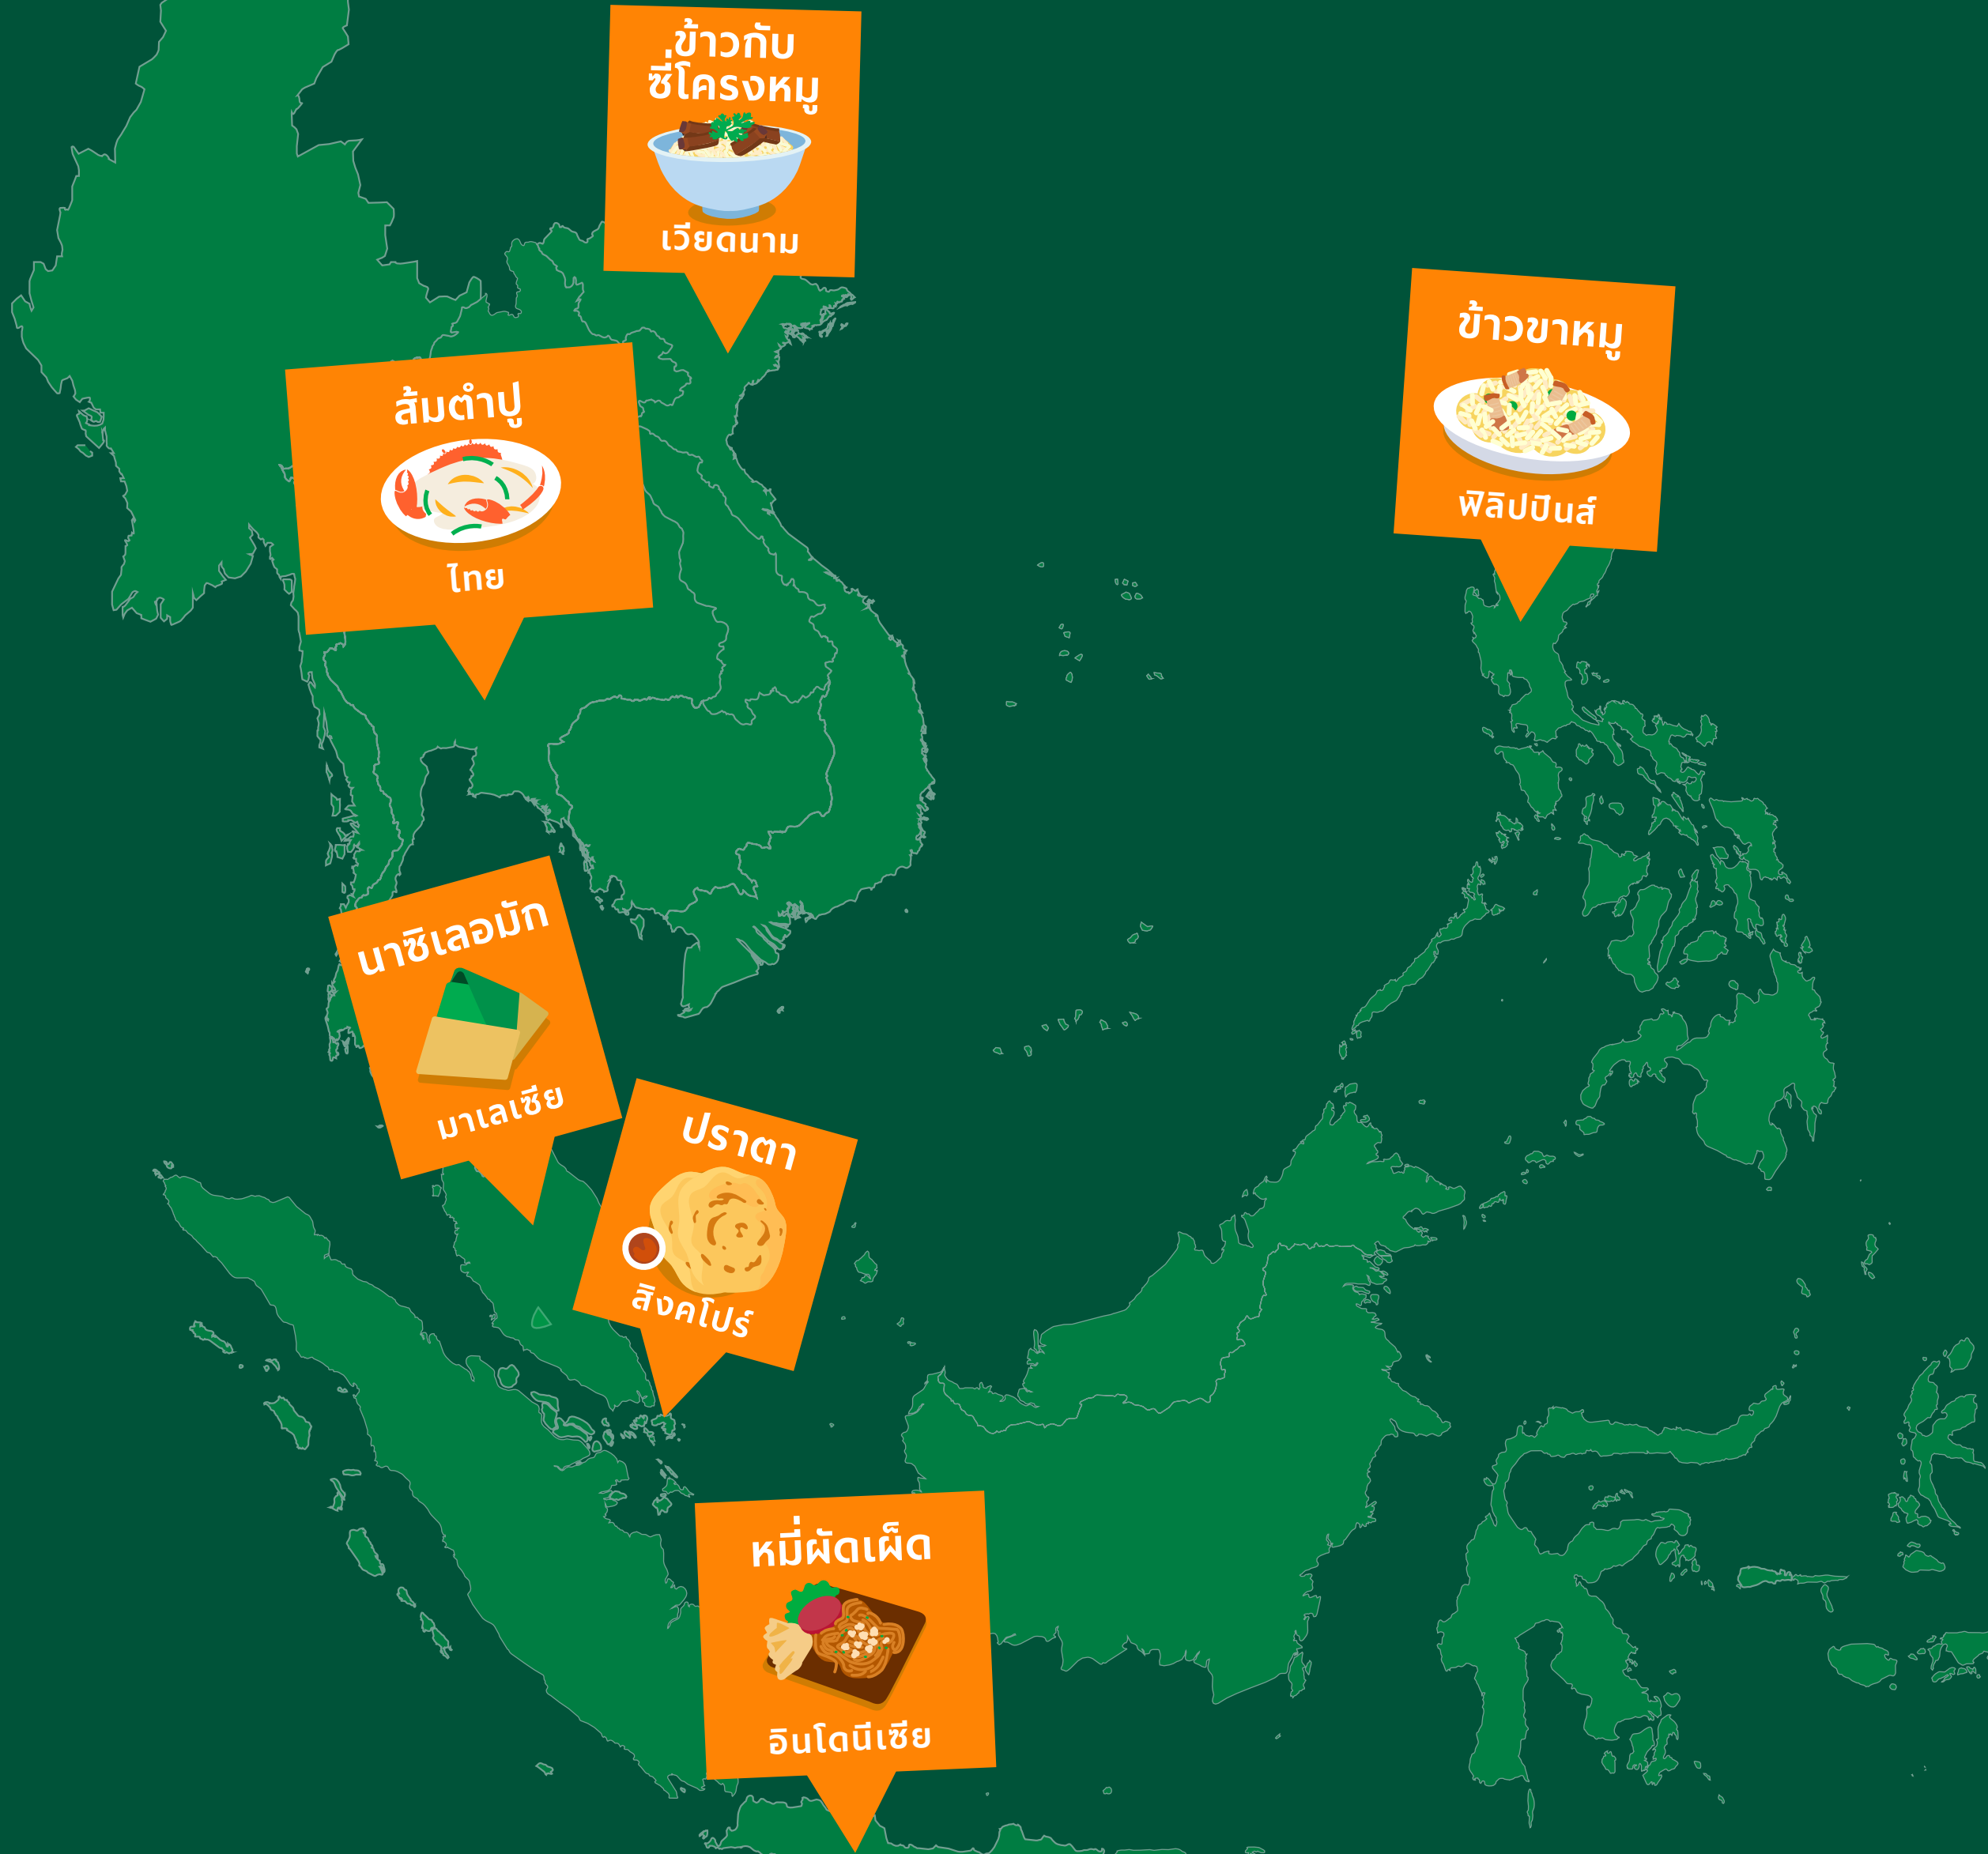 ข้าวกับ
ซี่โครงหมู
เวียดนาม
ข้าวขาหมู
ฟิลิปปินส์
ส้มตำปู
ไทย
นาซิเลอมัก
มาเลเซีย
ปราตา
สิงคโปร์
หมี่ผัดเผ็ด
อินโดนีเซีย